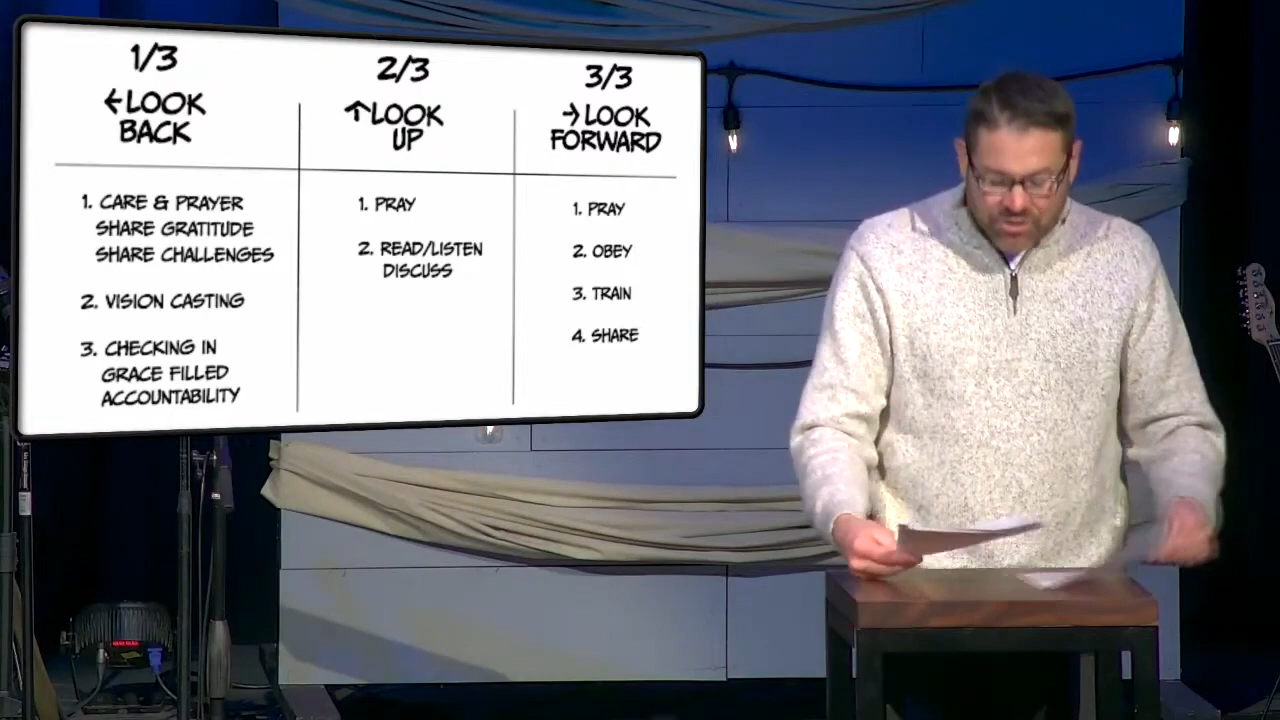 1/3
←LOOK
BACK
1. CARE & PRAYER
SHARE GRATITUDE
SHARE CHALLENGES
2. VISION CASTING
3. CHECKING IN
GRACE FILLED
ACCOUNTABILITY
2/3
↑LOOK
UP
1. PRAY
2. READ/LISTEN
DISCUSS
3/3
→LOOK
FORWARD
1. PRAY
2. OBEY
3. TRAIN
4. SHARE